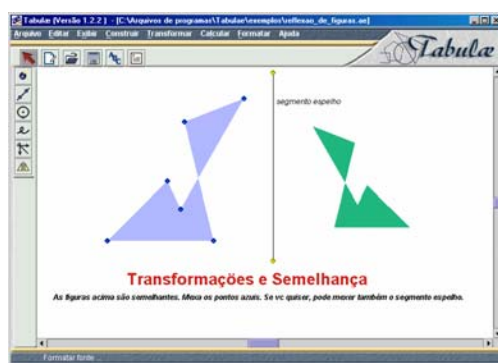 Tabulæ (Versão 1.2.2 ) - [C:\Arquivos de programas\Tabulae\exemplos\reflexao_de_figuras.ae]
Arquivo Editar Exibir Construir Transformar Calcular Formatar Ajuda
Tabulæ
segmento espelho
Transformações e Semelhança
As figuras acima são semelhantes. Mexa os pontos azuis. Se vc quiser, pode mexer também o segmento espelho.
Formatar fonte